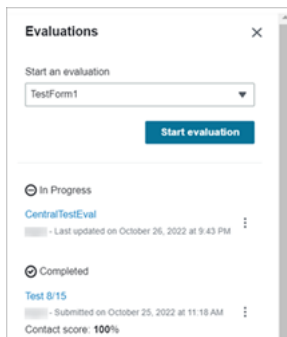 Evaluations
Start an evaluation
TestForm1
Start evaluation
In Progress
CentralTestEval
- Last updated on October 26, 2022 at 9:43 PM
Completed
Test 8/15
- Submitted on October 25, 2022 at 11:18 AM
Contact score: 100%